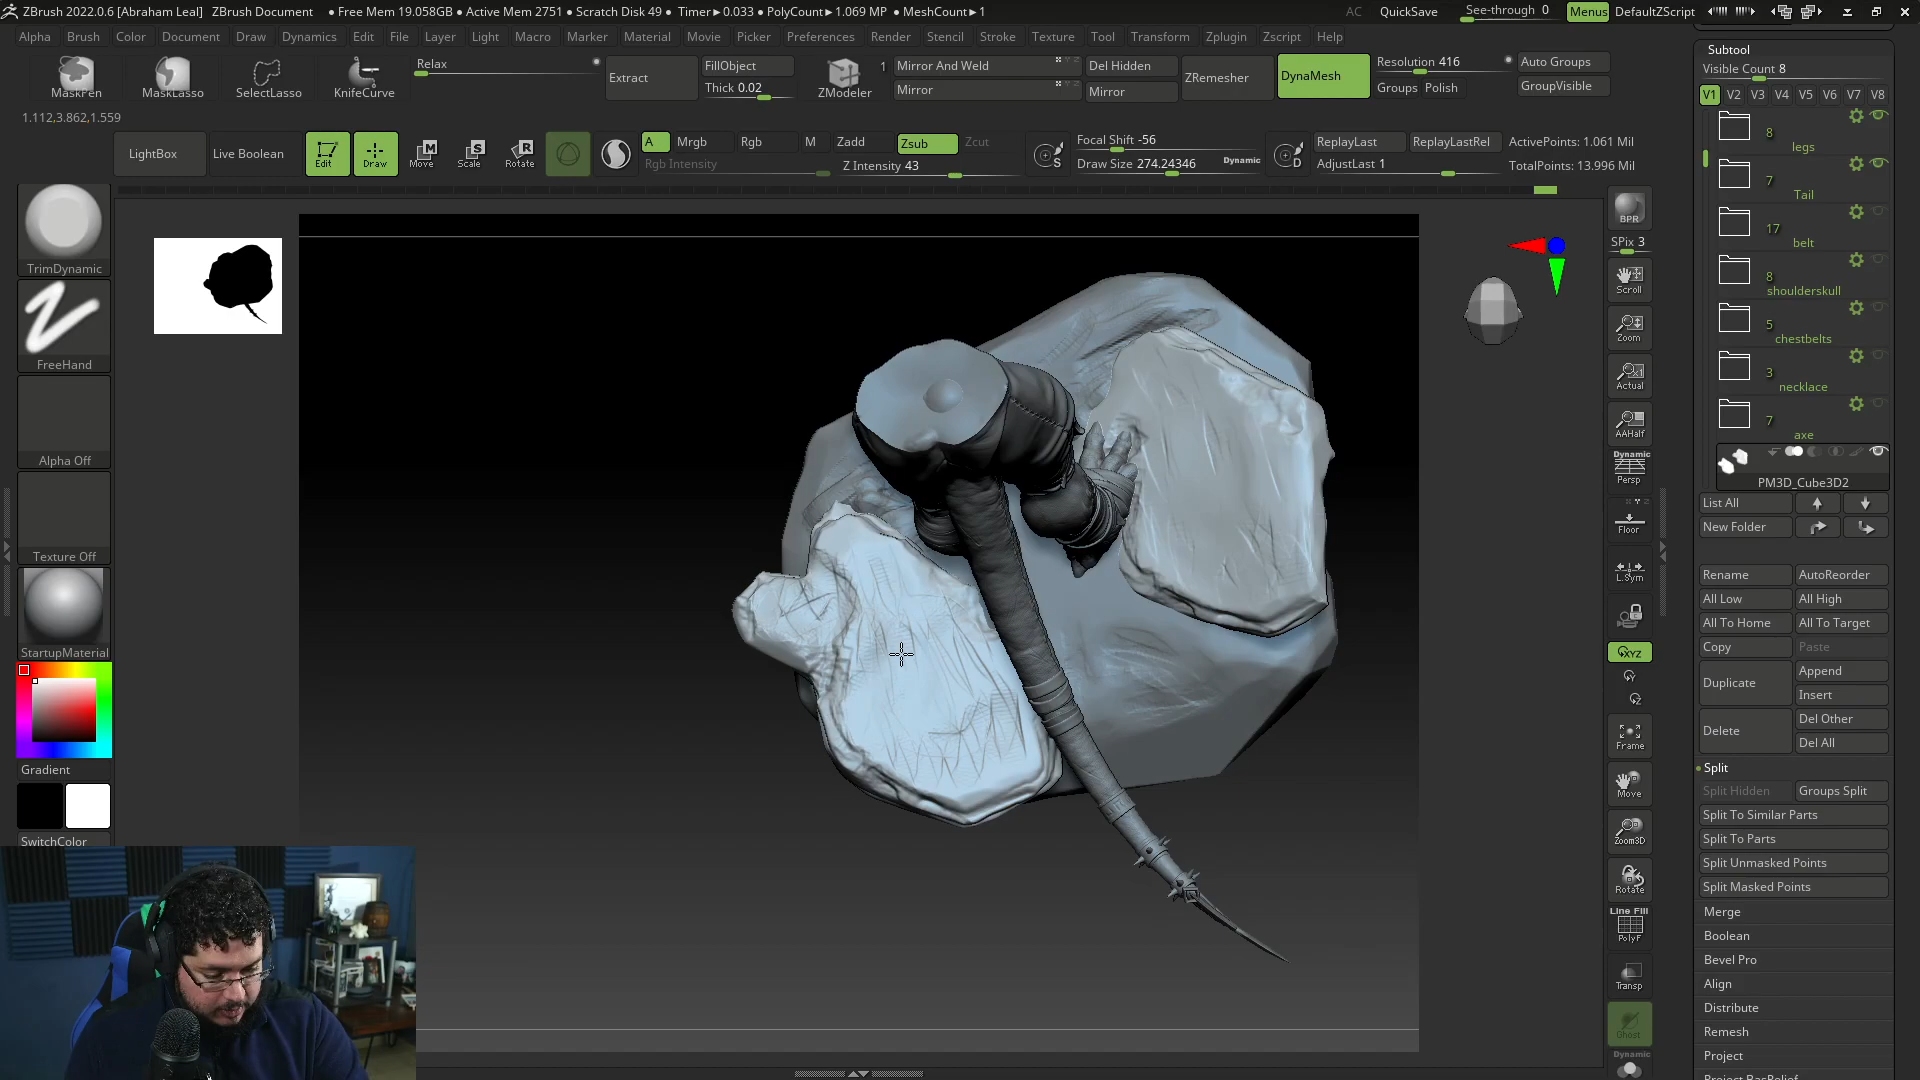 ZBrush 2022.0.6 [Abraham Leal] ZBrush Document ● Free Mem 19.058GB ● Active Mem 2751 ● Scratch Disk 49 ● Timer►0.033 ● PolyCount►1.069 MP ● MeshCount►1 AC QuickSave See-through 0 Menus DefaultZScript
Alpha Brush Color Document Draw Dynamics Edit File Layer Light Macro Marker Material Movie Picker Preferences Render Stencil Stroke Texture Tool Transform Zplugin Zscript Help
MaskPen MaskLasso SelectLasso KnifeCurve Relax Extract FillObject Thick 0.02 ZModeler 1 Mirror And Weld Mirror Del Hidden Mirror ZRemesher DynaMesh Resolution 416 Groups Polish Auto Groups GroupVisible
1.112,3.862,1.559
LightBox Live Boolean Edit Draw Move Scale Rotate A Mrgb Rgb M Zadd Zsub Zcut Focal Shift -56 ReplayLast ReplayLastRel ActivePoints: 1.061 Mil
Rgb Intensity Z Intensity 43 S Draw Size 274.24346 Dynamic D AdjustLast 1 TotalPoints: 13.996 Mil
TrimDynamic
FreeHand
Alpha Off
Texture Off
StartupMaterial
Gradient
SwitchColor
BPR
SPix 3
Scroll
Zoom
Actual
AAHalf
Dynamic
Persp
Floor
L.Sym
XYZ
Frame
Move
Zoom3D
Rotate
Line Fill
PolyF
Transp
Ghost
Dynamic
Subtool
Visible Count 8
V1 V2 V3 V4 V5 V6 V7 V8
8
legs
7
Tail
17
belt
8
shoulderskull
5
chestbelts
3
necklace
7
axe
PM3D_Cube3D2
List All
New Folder
Rename AutoReorder
All Low All High
All To Home All To Target
Copy Paste
Duplicate Append
Insert
Delete Del Other
Del All
Split
Split Hidden Groups Split
Split To Similar Parts
Split To Parts
Split Unmasked Points
Split Masked Points
Merge
Boolean
Bevel Pro
Align
Distribute
Remesh
Project
Project BasRelief